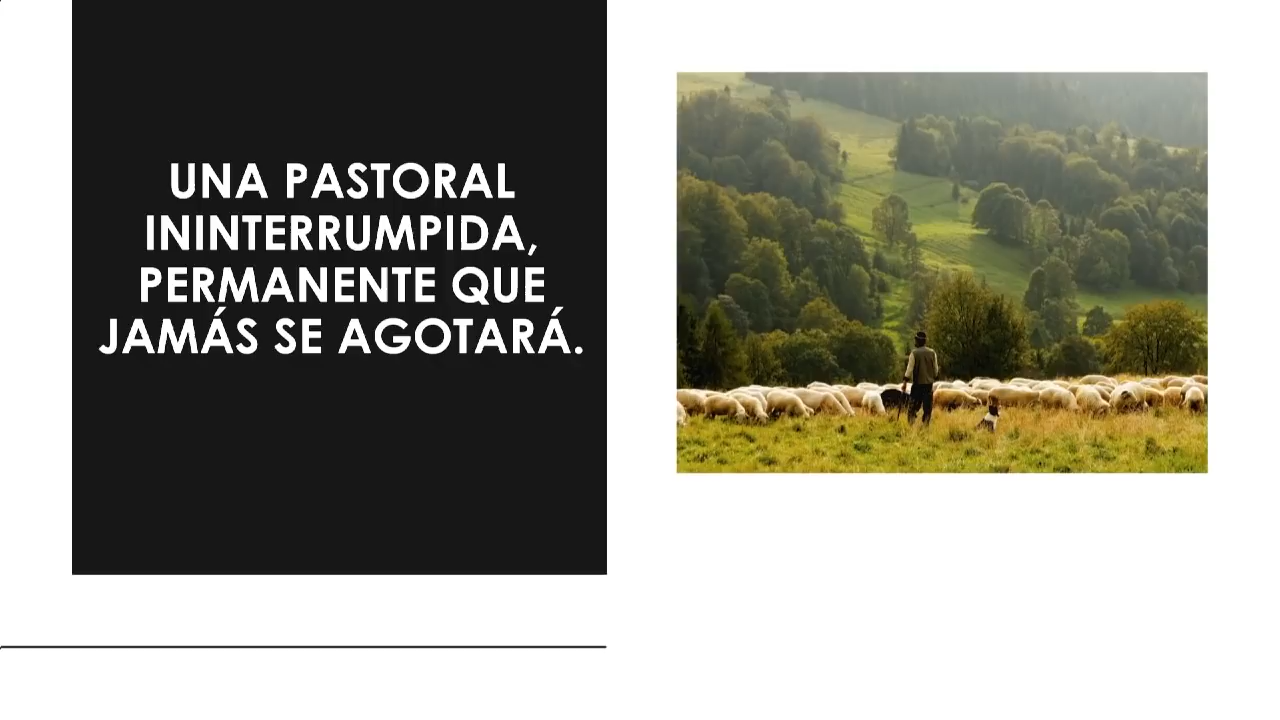 UNA PASTORAL
ININTERRUMPIDA,
PERMANENTE QUE
JAMÁS SE AGOTARÁ.